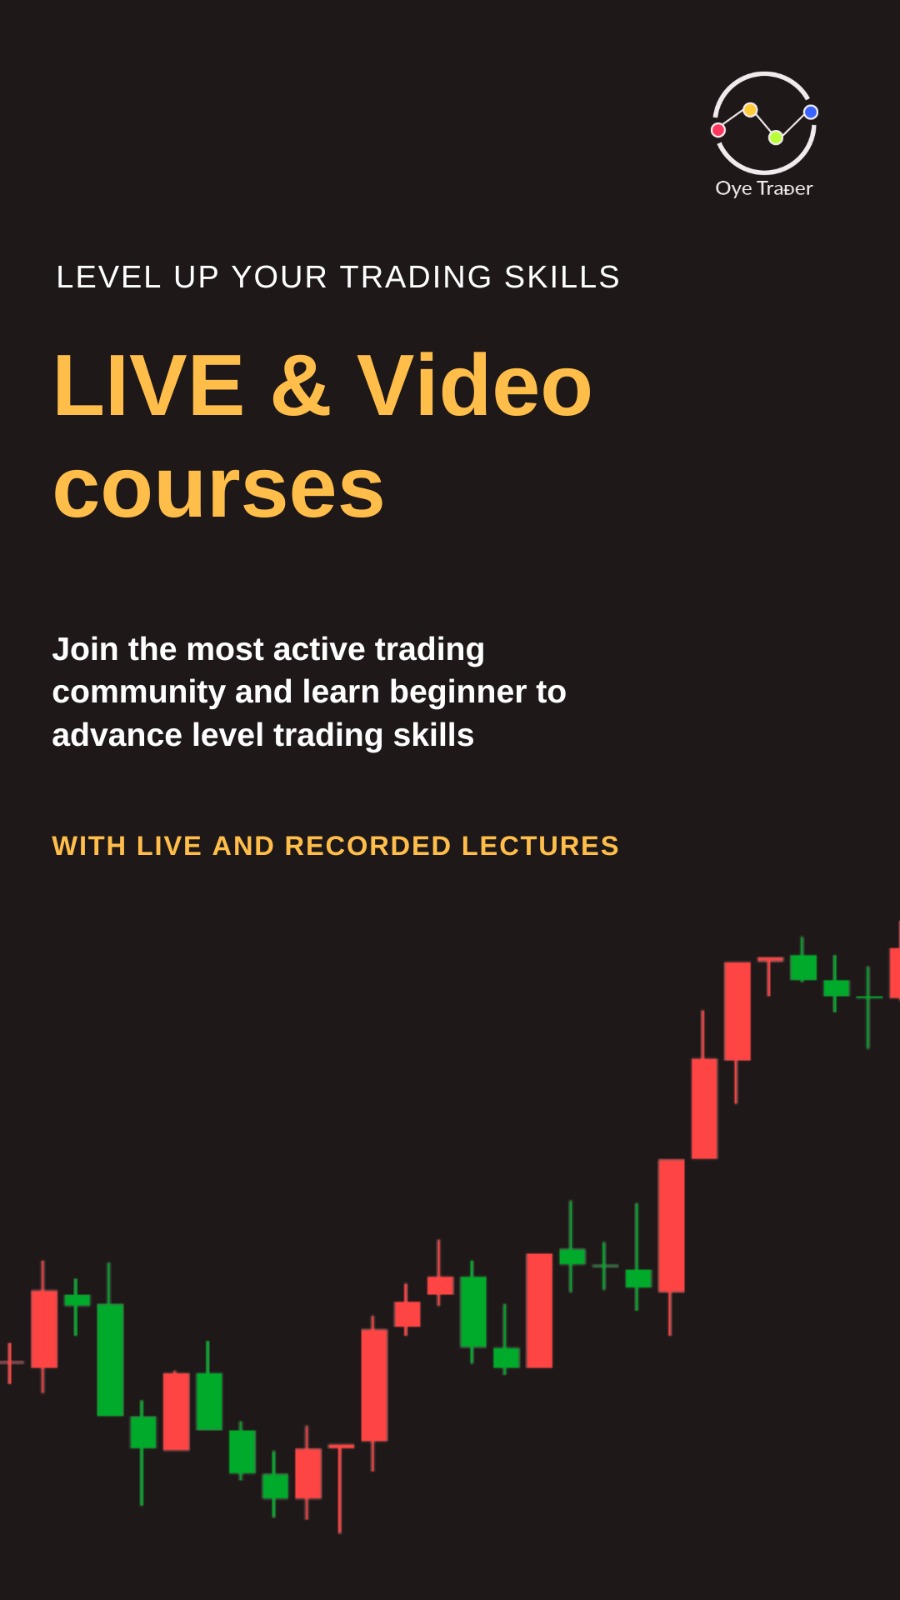 Oye Trader
LEVEL UP YOUR TRADING SKILLS
LIVE & Video
courses
Join the most active trading
community and learn beginner to
advance level trading skills
WITH LIVE AND RECORDED LECTURES